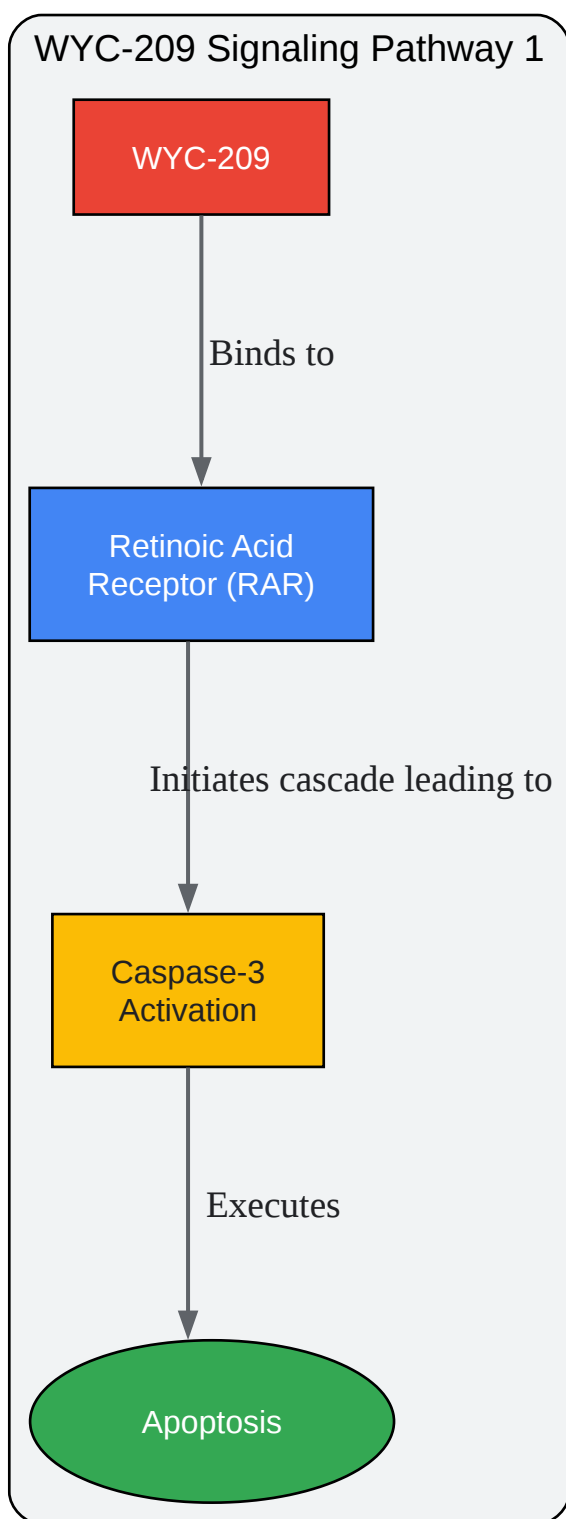 WYC-209 Signaling Pathway 1
WYC-209
Binds to
Retinoic Acid
Receptor (RAR)
Initiates cascade leading to
Caspase-3
Activation
Executes
Apoptosis